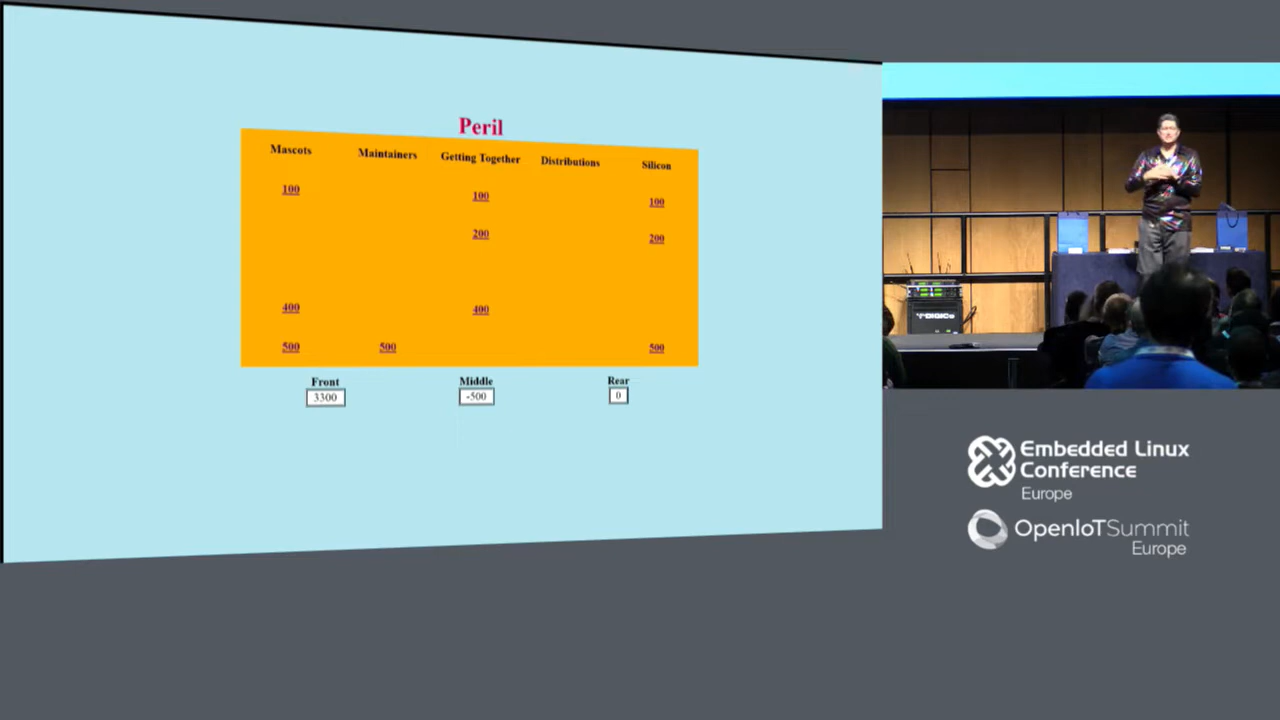 Peril
Mascots Maintainers Getting Together Distributions Silicon
100 100 100
200 200
400 400
500 500 500
Front Middle Rear
3300 -500 0
DIGICo
Embedded Linux
Conference
Europe
OpenIoTSummit
Europe